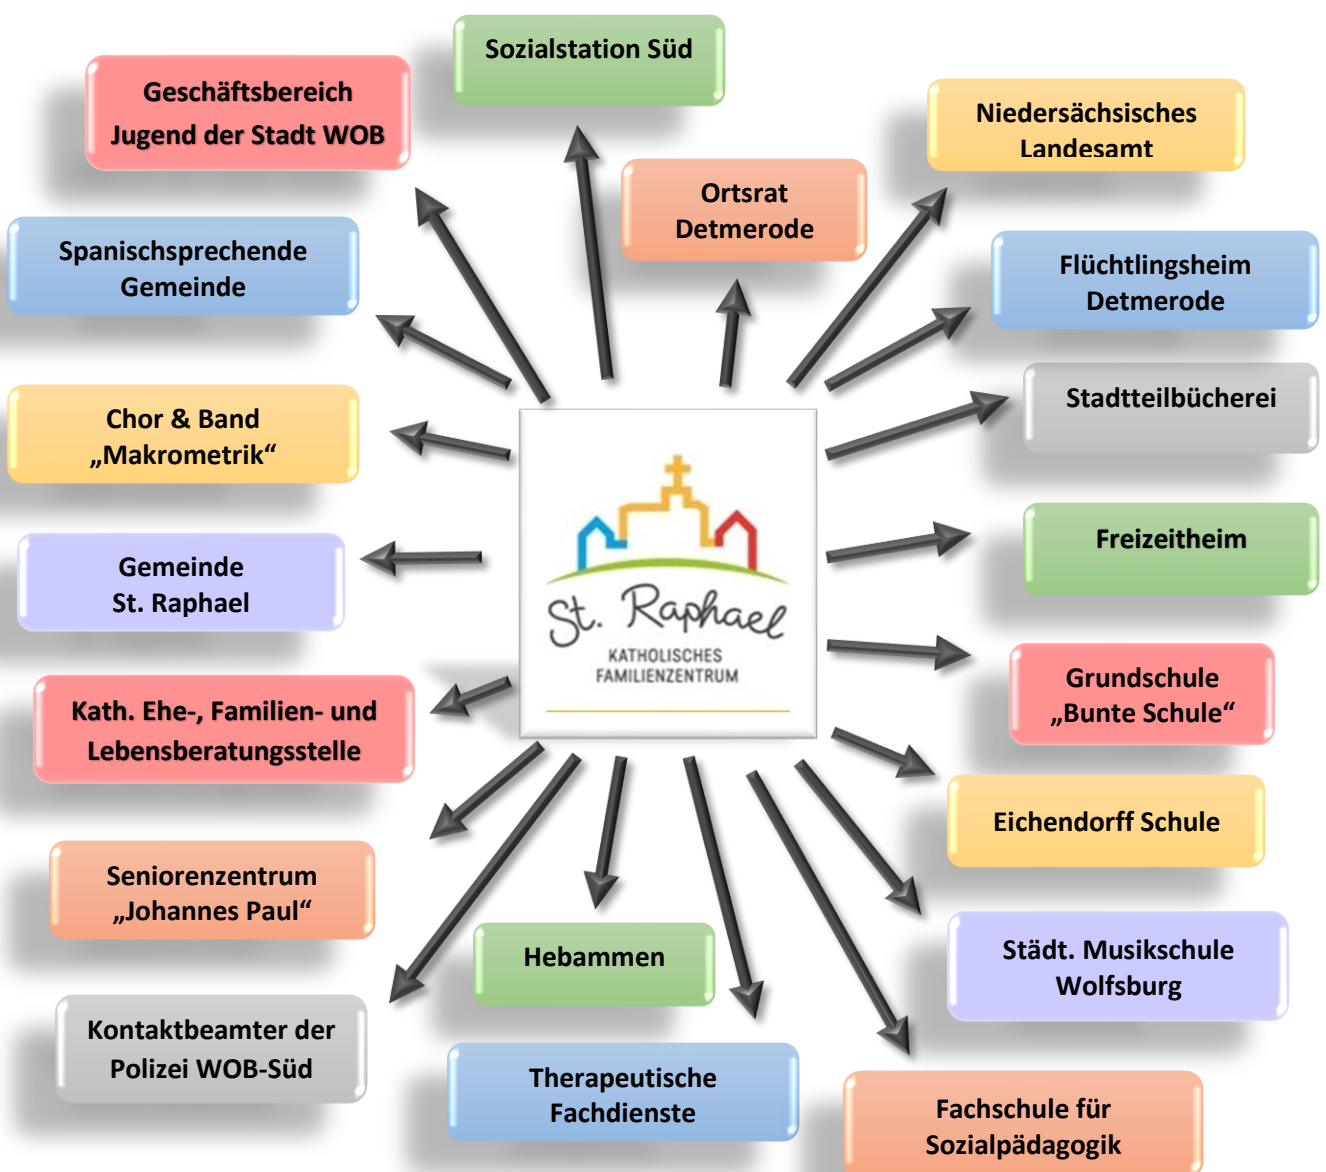 Sozialstation Süd
Geschäftsbereich
Jugend der Stadt WOB
Niedersächsisches
Landesamt
Ortsrat
Detmerode
Spanischsprechende
Gemeinde
Flüchtlingsheim
Detmerode
Stadtteilbücherei
Chor & Band
„Makrometrik“
Freizeitheim
Gemeinde
St. Raphael
St. Raphael
KATHOLISCHES
FAMILIENZENTRUM
Grundschule
„Bunte Schule“
Kath. Ehe-, Familien- und
Lebensberatungsstelle
Eichendorff Schule
Seniorenzentrum
„Johannes Paul“
Hebammen
Städt. Musikschule
Wolfsburg
Kontaktbeamter der
Polizei WOB-Süd
Therapeutische
Fachdienste
Fachschule für
Sozialpädagogik